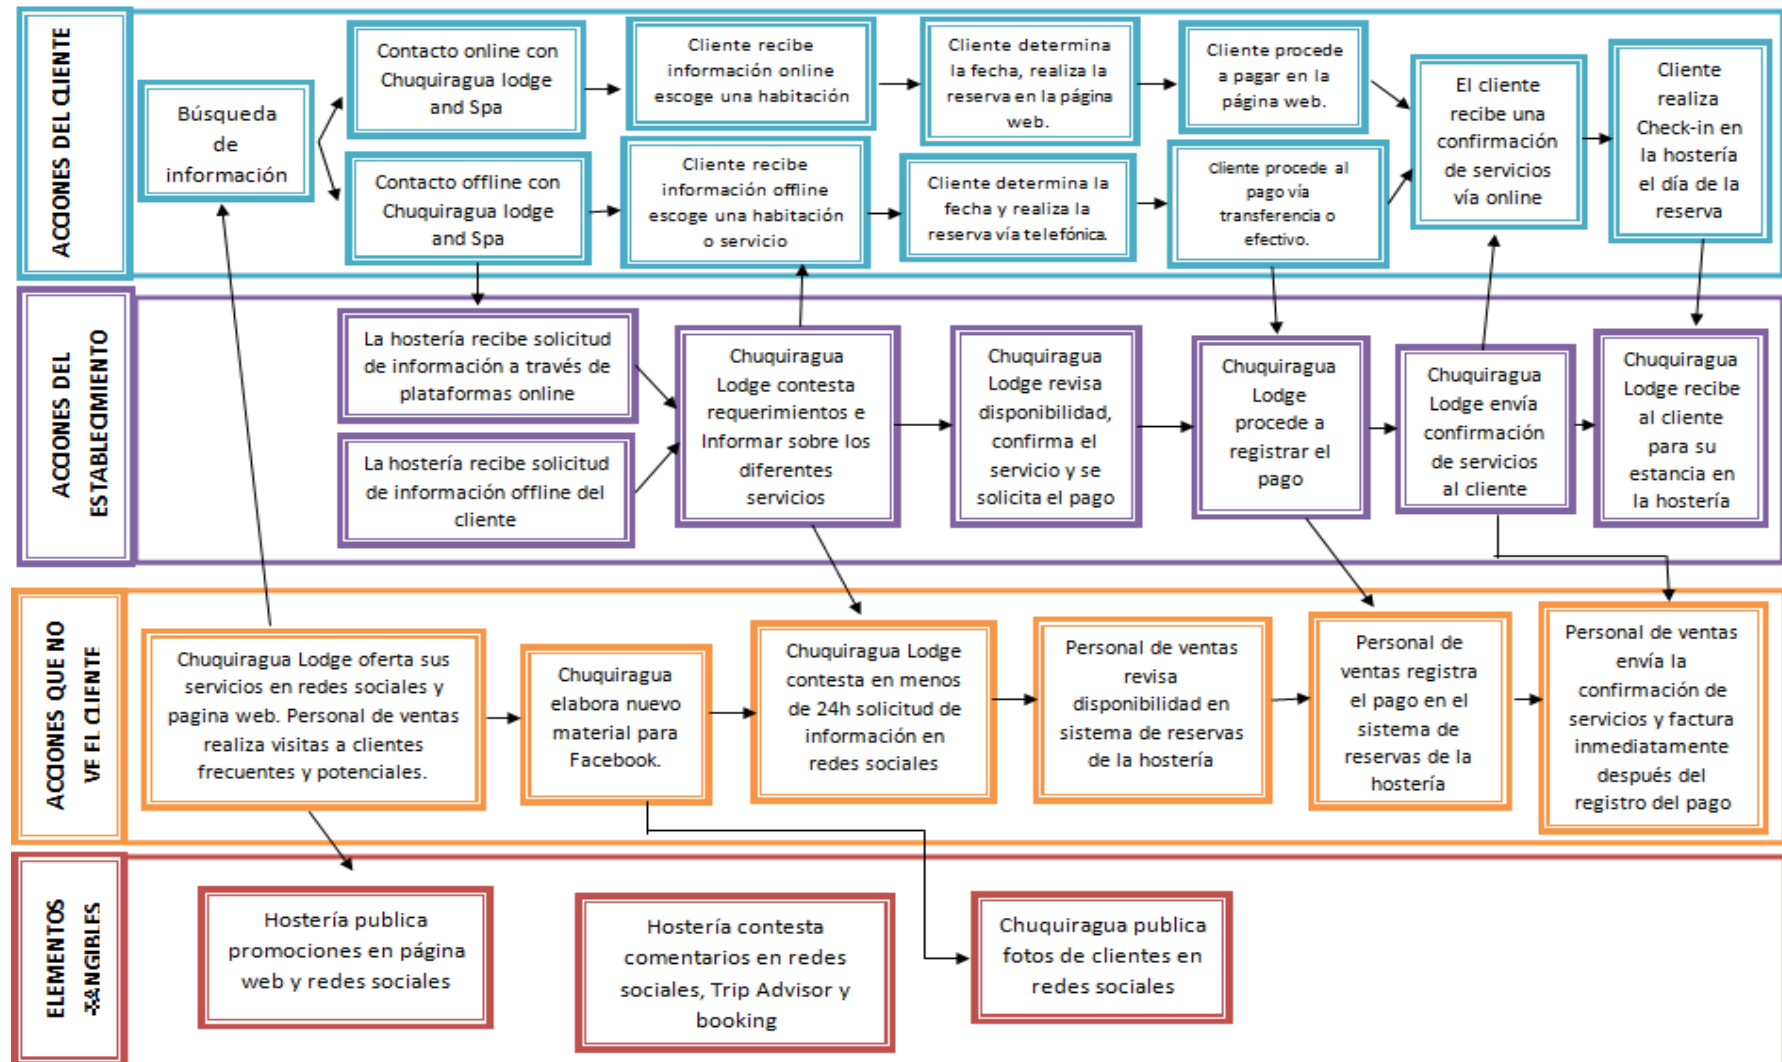 ACCIONES DEL CLIENTE
Búsqueda
de
información
Contacto online con
Chuquiragua lodge
and Spa
Cliente recibe
información online
escoge una habitación
Cliente determina
la fecha, realiza la
reserva en la página
web.
Cliente procede
a pagar en la
página web.
Contacto offline con
Chuquiragua lodge
and Spa
Cliente recibe
información offline
escoge una habitación
o servicio
Cliente determina la
fecha y realiza la
reserva vía telefónica.
Cliente procede al
pago vía
transferencia o
efectivo.
El cliente
recibe una
confirmación
de servicios
vía online
Cliente
realiza
Check-in en
la hostería
el día de la
reserva
ACCIONES DEL
ESTABLECIMIENTO
La hostería recibe solicitud
de información a través de
plataformas online
La hostería recibe solicitud
de información offline del
cliente
Chuquiragua
Lodge contesta
requerimientos e
Informar sobre los
diferentes
servicios
Chuquiragua
Lodge revisa
disponibilidad,
confirma el
servicio y se
solicita el pago
Chuquiragua
Lodge
procede a
registrar el
pago
Chuquiragua
Lodge envía
confirmación
de servicios
al cliente
Chuquiragua
Lodge recibe
al cliente
para su
estancia en
la hostería
ACCIONES QUE NO
VE EL CLIENTE
Chuquiragua Lodge oferta sus
servicios en redes sociales y
pagina web. Personal de ventas
realiza visitas a clientes
frecuentes y potenciales.
Chuquiragua
elabora nuevo
material para
Facebook.
Chuquiragua Lodge
contesta en menos
de 24h solicitud de
información en
redes sociales
Personal de ventas
revisa
disponibilidad en
sistema de reservas
de la hostería
Personal de
ventas registra
el pago en el
sistema de
reservas de la
hostería
Personal de ventas
envía la
confirmación de
servicios y factura
inmediatamente
después del
registro del pago
ELEMENTOS
TANGIBLES
Hostería publica
promociones en página
web y redes sociales
Hostería contesta
comentarios en redes
sociales, Trip Advisor y
booking
Chuquiragua publica
fotos de clientes en
redes sociales